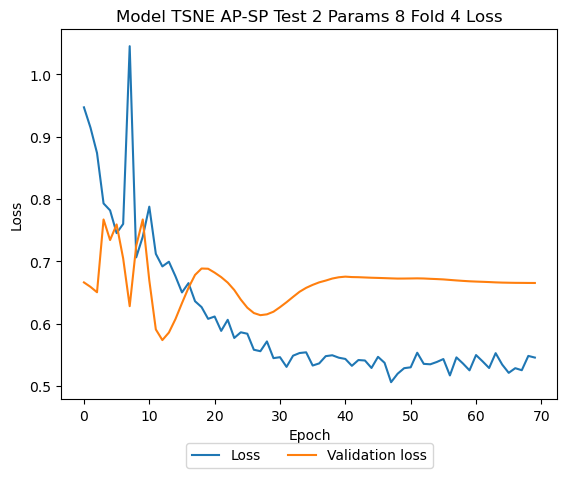 Model TSNE AP-SP Test 2 Params 8 Fold 4 Loss
1.0
0.9
0.8
0.7
0.6
0.5
Loss
0 10 20 30 40 50 60 70
Epoch
Loss Validation loss